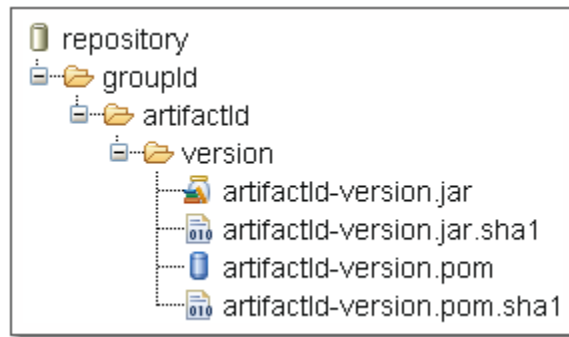 repository
groupId
artifactId
version
artifactId-version.jar
artifactId-version.jar.sha1
artifactId-version.pom
artifactId-version.pom.sha1